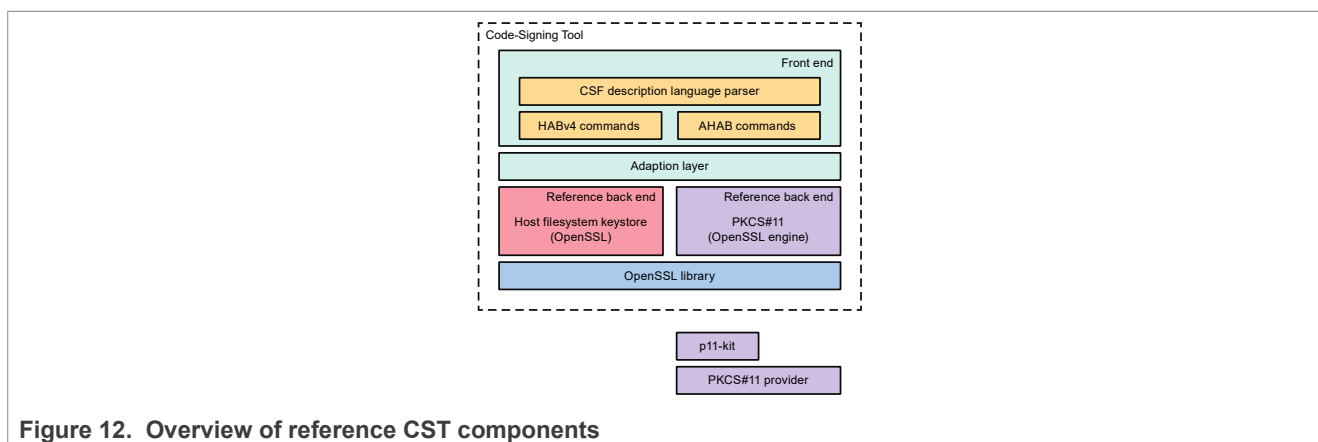 Code-Signing Tool
Front end
CSF description language parser
HABv4 commands
AHAB commands
Adaption layer
Reference back end
Host filesystem keystore
(OpenSSL)
Reference back end
PKCS#11
(OpenSSL engine)
OpenSSL library
p11-kit
PKCS#11 provider
Figure 12. Overview of reference CST components